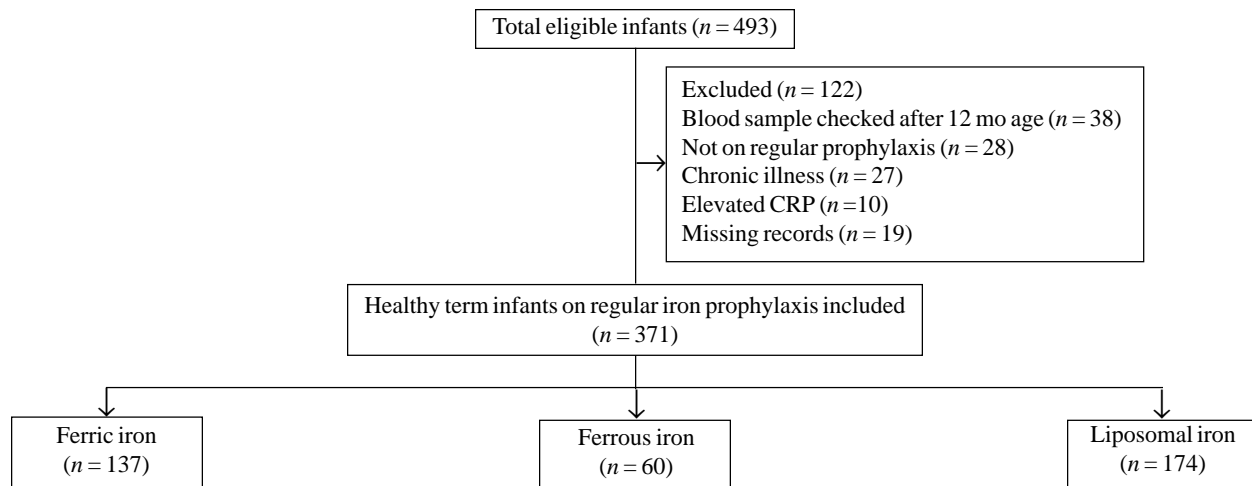 Total eligible infants (n = 493)
Excluded (n = 122)
Blood sample checked after 12 mo age (n = 38)
Not on regular prophylaxis (n = 28)
Chronic illness (n = 27)
Elevated CRP (n =10)
Missing records (n = 19)
Healthy term infants on regular iron prophylaxis included
(n = 371)
Ferric iron
(n = 137)
Ferrous iron
(n = 60)
Liposomal iron
(n = 174)